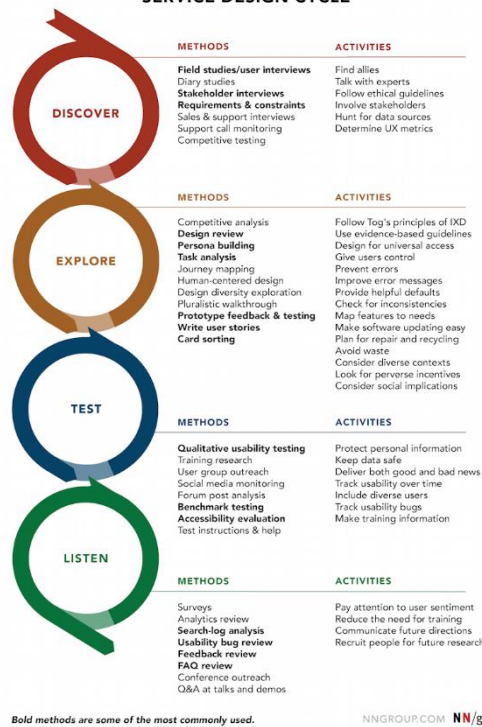 SERVICE DESIGN CYCLE
DISCOVER
METHODS
Field studies/user interviews
Diary studies
Stakeholder interviews
Requirements & constraints
Sales & support interviews
Support call monitoring
Competitive testing
ACTIVITIES
Find allies
Talk with experts
Follow ethical guidelines
Involve stakeholders
Hunt for data sources
Determine UX metrics
EXPLORE
METHODS
Competitive analysis
Design review
Persona building
Task analysis
Journey mapping
Human-centered design
Design diversity exploration
Pluralistic walkthrough
Prototype feedback & testing
Write user stories
Card sorting
ACTIVITIES
Follow Tog's principles of IXD
Use evidence-based guidelines
Design for universal access
Give users control
Prevent errors
Improve error messages
Provide helpful defaults
Check for inconsistencies
Map features to needs
Make software updating easy
Plan for repair and recycling
Avoid waste
Consider diverse contexts
Look for perverse incentives
Consider social implications
TEST
METHODS
Qualitative usability testing
Training research
User group outreach
Social media monitoring
Forum post analysis
Benchmark testing
Accessibility evaluation
Test instructions & help
ACTIVITIES
Protect personal information
Keep data safe
Deliver both good and bad news
Track usability over time
Include diverse users
Track usability bugs
Make training information
LISTEN
METHODS
Surveys
Analytics review
Search-log analysis
Usability bug review
Feedback review
FAQ review
Conference outreach
Q&A at talks and demos
ACTIVITIES
Pay attention to user sentiment
Reduce the need for training
Communicate future directions
Recruit people for future research
Bold methods are some of the most commonly used.
NNGROUP.COM NN/g